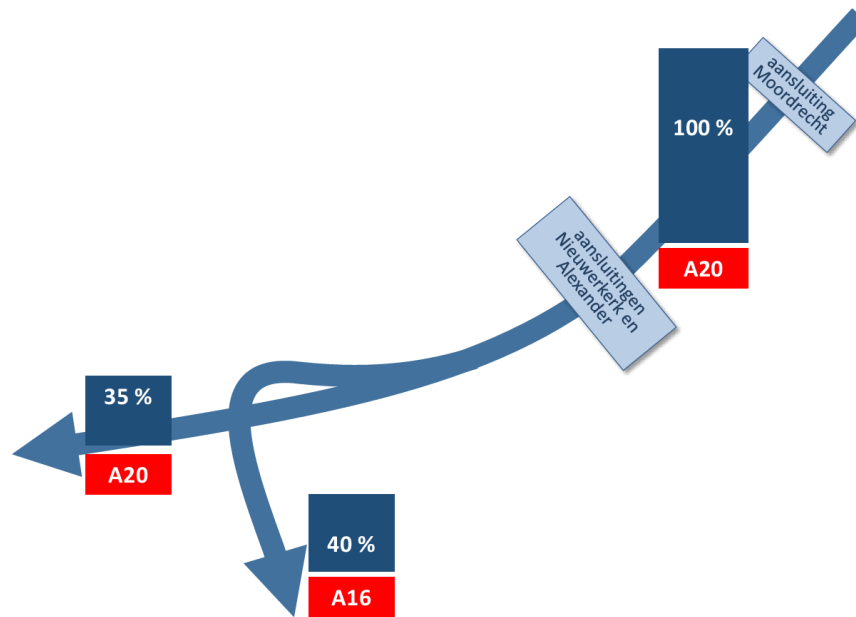 aansluiting
Moordrecht
100 %
A20
aansluitingen
Nieuwerkerk en
Alexander
35 %
A20
40 %
A16